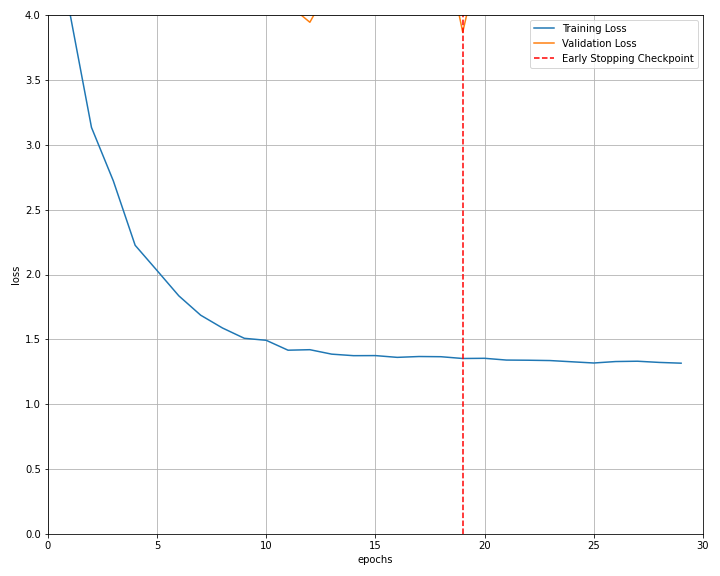 4.0
3.5
3.0
2.5
2.0
1.5
1.0
0.5
0.0
loss
Training Loss
Validation Loss
Early Stopping Checkpoint
0 5 10 15 20 25 30
epochs